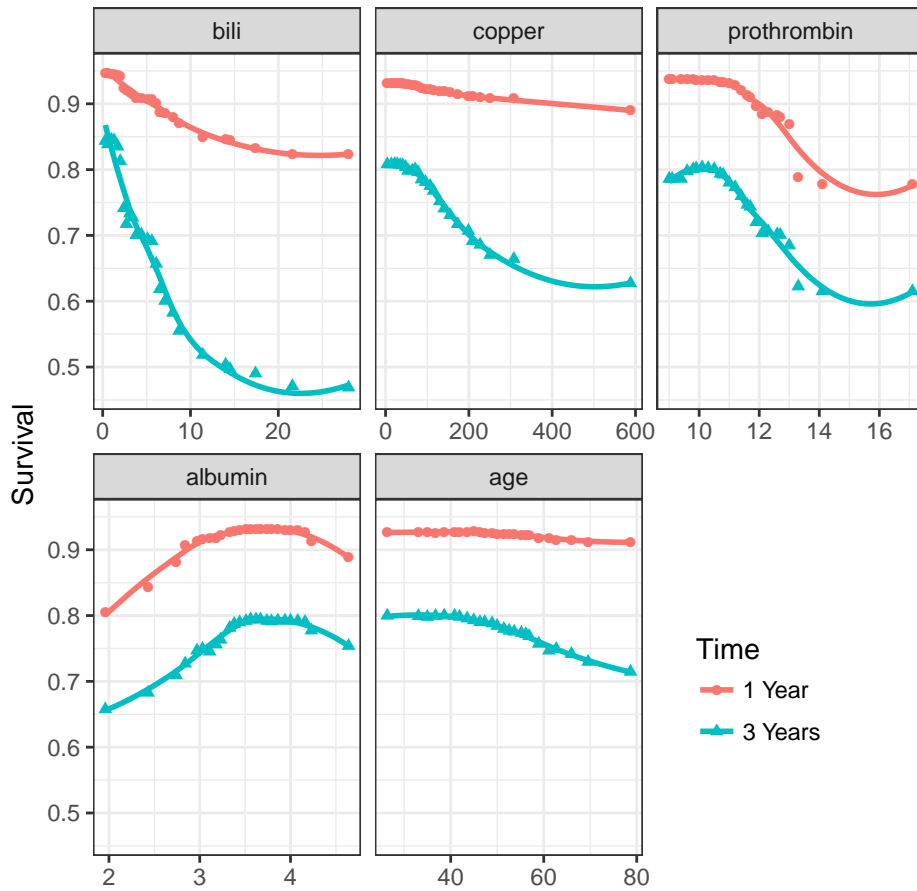 bili
copper
prothrombin
0.9
0.8
0.7
0.6
0.5
0 10 20
0 200 400 600
10 12 14 16
Survival
albumin
age
0.9
0.8
0.7
0.6
0.5
2 3 4
40 60 80
Time
1 Year
3 Years